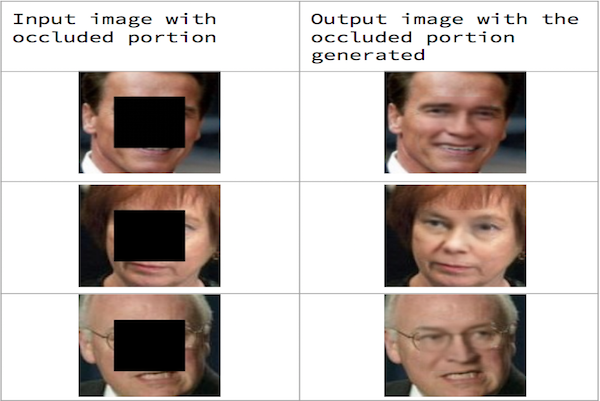 Input image with
occluded portion
Output image with the
occluded portion
generated